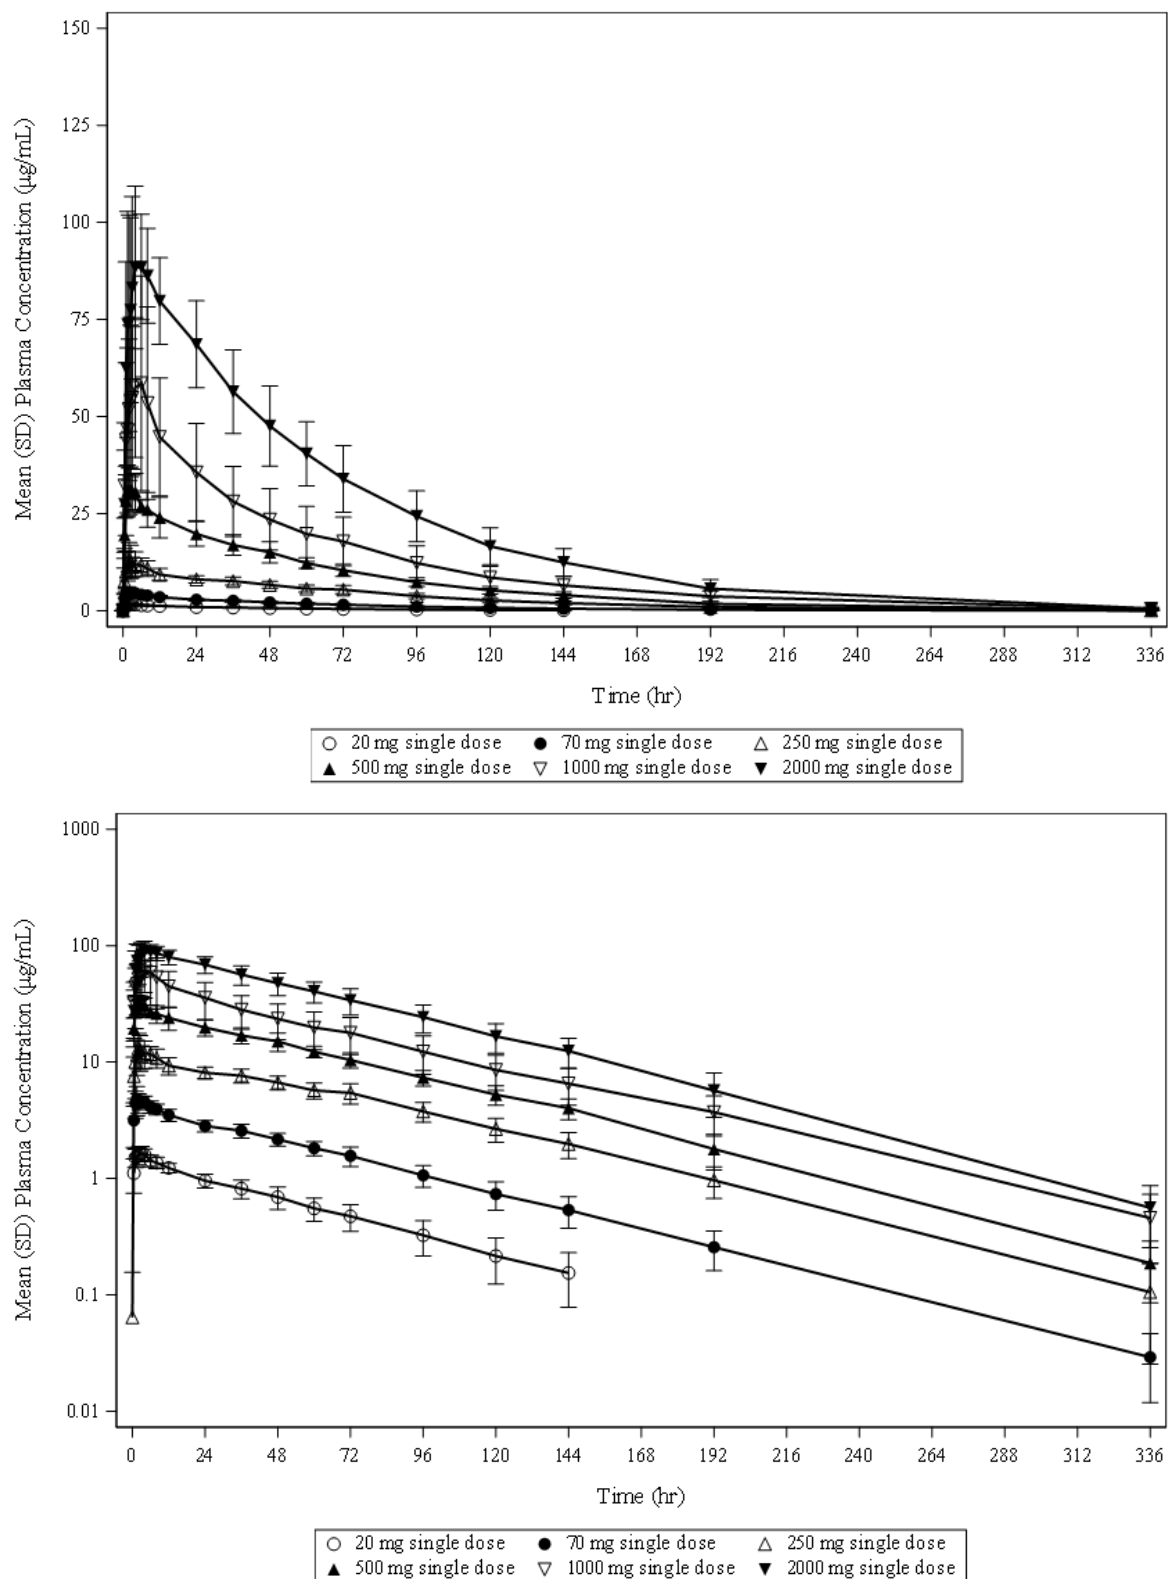 Mean (SD) Plasma Concentration (μg/mL)
150
125
100
75
50
25
0
0 24 48 72 96 120 144 168 192 216 240 264 288 312 336
Time (hr)
20 mg single dose 70 mg single dose 250 mg single dose
500 mg single dose 1000 mg single dose 2000 mg single dose
Mean (SD) Plasma Concentration (μg/mL)
1000
100
10
1
0.1
0.01
0 24 48 72 96 120 144 168 192 216 240 264 288 312 336
Time (hr)
20 mg single dose 70 mg single dose 250 mg single dose
500 mg single dose 1000 mg single dose 2000 mg single dose